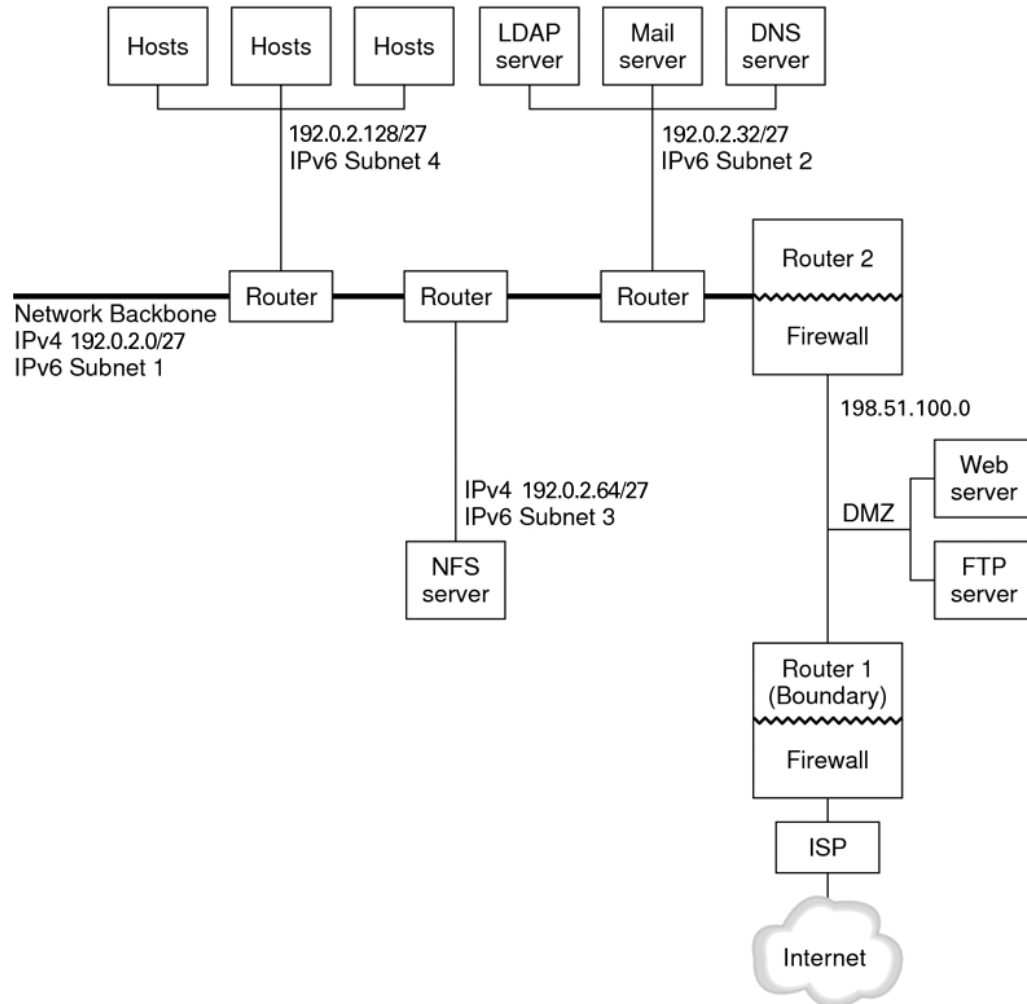 Hosts
Hosts
Hosts
LDAP
server
Mail
server
DNS
server
192.0.2.128/27
IPv6 Subnet 4
192.0.2.32/27
IPv6 Subnet 2
Router
Router
Router
Router 2
Firewall
Network Backbone
IPv4 192.0.2.0/27
IPv6 Subnet 1
198.51.100.0
IPv4 192.0.2.64/27
IPv6 Subnet 3
NFS
server
DMZ
Web
server
FTP
server
Router 1
(Boundary)
Firewall
ISP
Internet